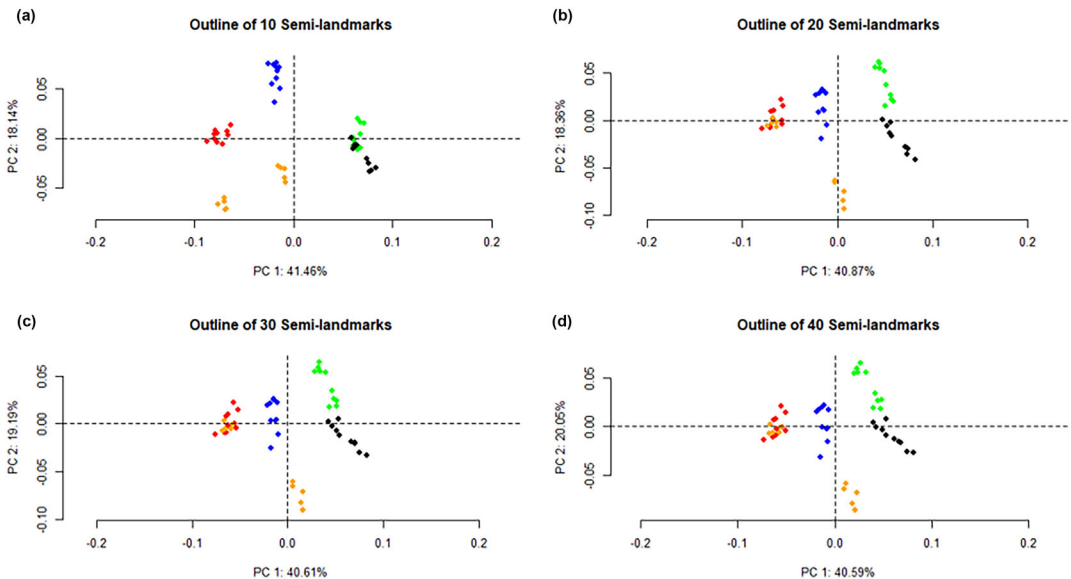 (a)
Outline of 10 Semi-landmarks
PC 2: 18.14%
0.05
0.00
-0.05
-0.2 -0.1 0.0 0.1 0.2
PC 1: 41.46%
(b)
Outline of 20 Semi-landmarks
PC 2: 18.36%
0.05
0.00
-0.05
-0.10
-0.2 -0.1 0.0 0.1 0.2
PC 1: 40.87%
(c)
Outline of 30 Semi-landmarks
PC 2: 19.19%
0.05
0.00
-0.05
-0.10
-0.2 -0.1 0.0 0.1 0.2
PC 1: 40.61%
(d)
Outline of 40 Semi-landmarks
PC 2: 20.05%
0.05
0.00
-0.05
-0.2 -0.1 0.0 0.1 0.2
PC 1: 40.59%